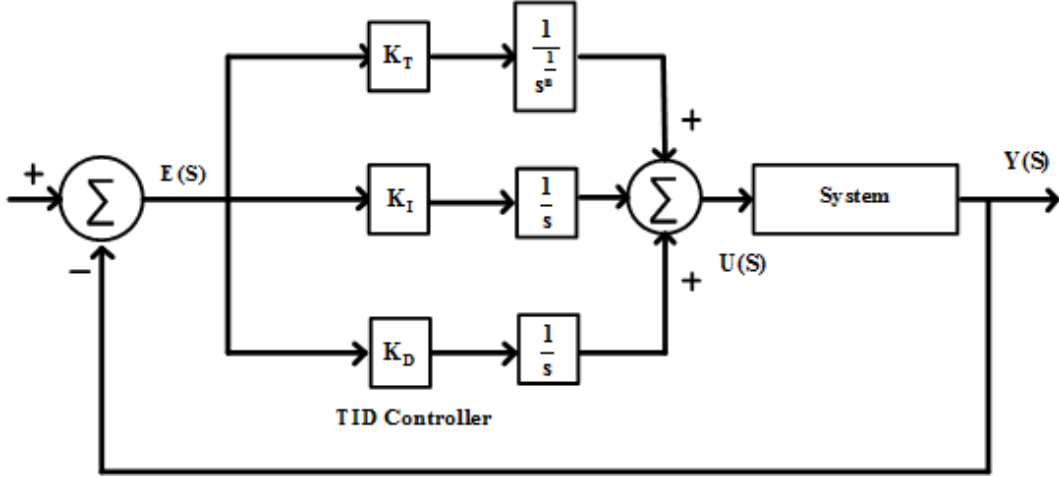 K_T
1
s^{1/n}
+
+
E(S)
Σ
K_I
1
s
Σ
System
Y(S)
−
+
U(S)
K_D
1
s
TID Controller